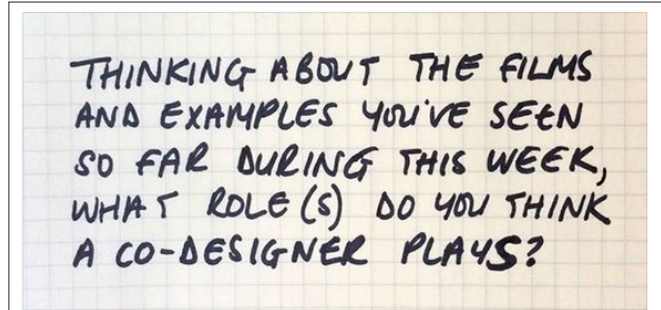 THINKING ABOUT THE FILMS
AND EXAMPLES YOU'VE SEEN
SO FAR DURING THIS WEEK,
WHAT ROLE(S) DO YOU THINK
A CO-DESIGNER PLAYS?